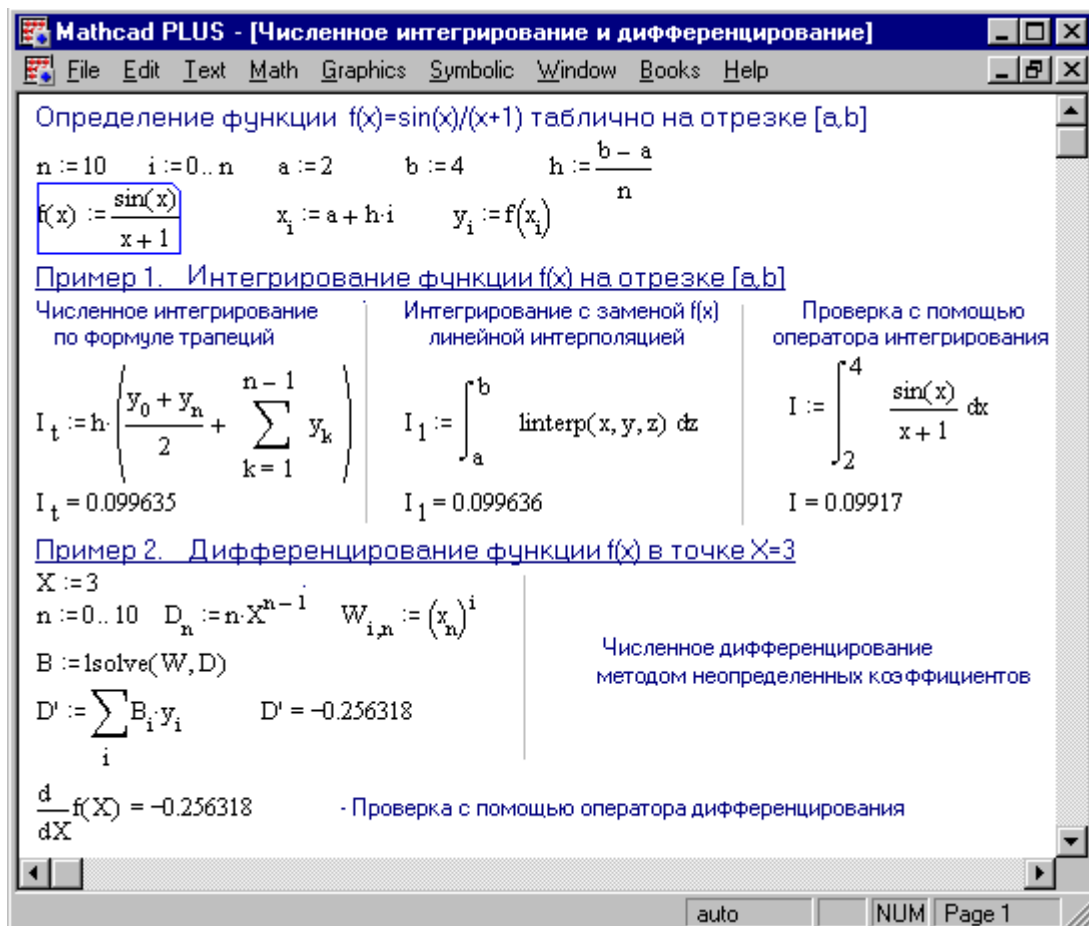 Mathcad PLUS - [Численное интегрирование и дифференцирование]
File Edit Text Math Graphics Symbolic Window Books Help
Определение функции f(x)=sin(x)/(x+1) таблично на отрезке [a,b]
n := 10 i := 0.. n a := 2 b := 4 h := (b − a)/n
f(x) := sin(x)/(x + 1) x_i := a + h·i y_i := f(x_i)
Пример 1. Интегрирование функции f(x) на отрезке [a,b]
Численное интегрирование
по формуле трапеций
I_t := h·((y_0 + y_n)/2 + ∑_{k = 1}^{n − 1} y_k)
I_t = 0.099635
Интегрирование с заменой f(x)
линейной интерполяцией
I_1 := ∫_a^b linterp(x, y, z) dz
I_1 = 0.099636
Проверка с помощью
оператора интегрирования
I := ∫_2^4 sin(x)/(x + 1) dx
I = 0.09917
Пример 2. Дифференцирование функции f(x) в точке X=3
X := 3
n := 0.. 10 D_n := n·X^{n − 1} W_{i,n} := (x_n)^i
B := lsolve(W, D)
D' := ∑_i B_i·y_i D' = −0.256318
Численное дифференцирование
методом неопределенных коэффициентов
d/dX f(X) = −0.256318 - Проверка с помощью оператора дифференцирования
auto NUM Page 1